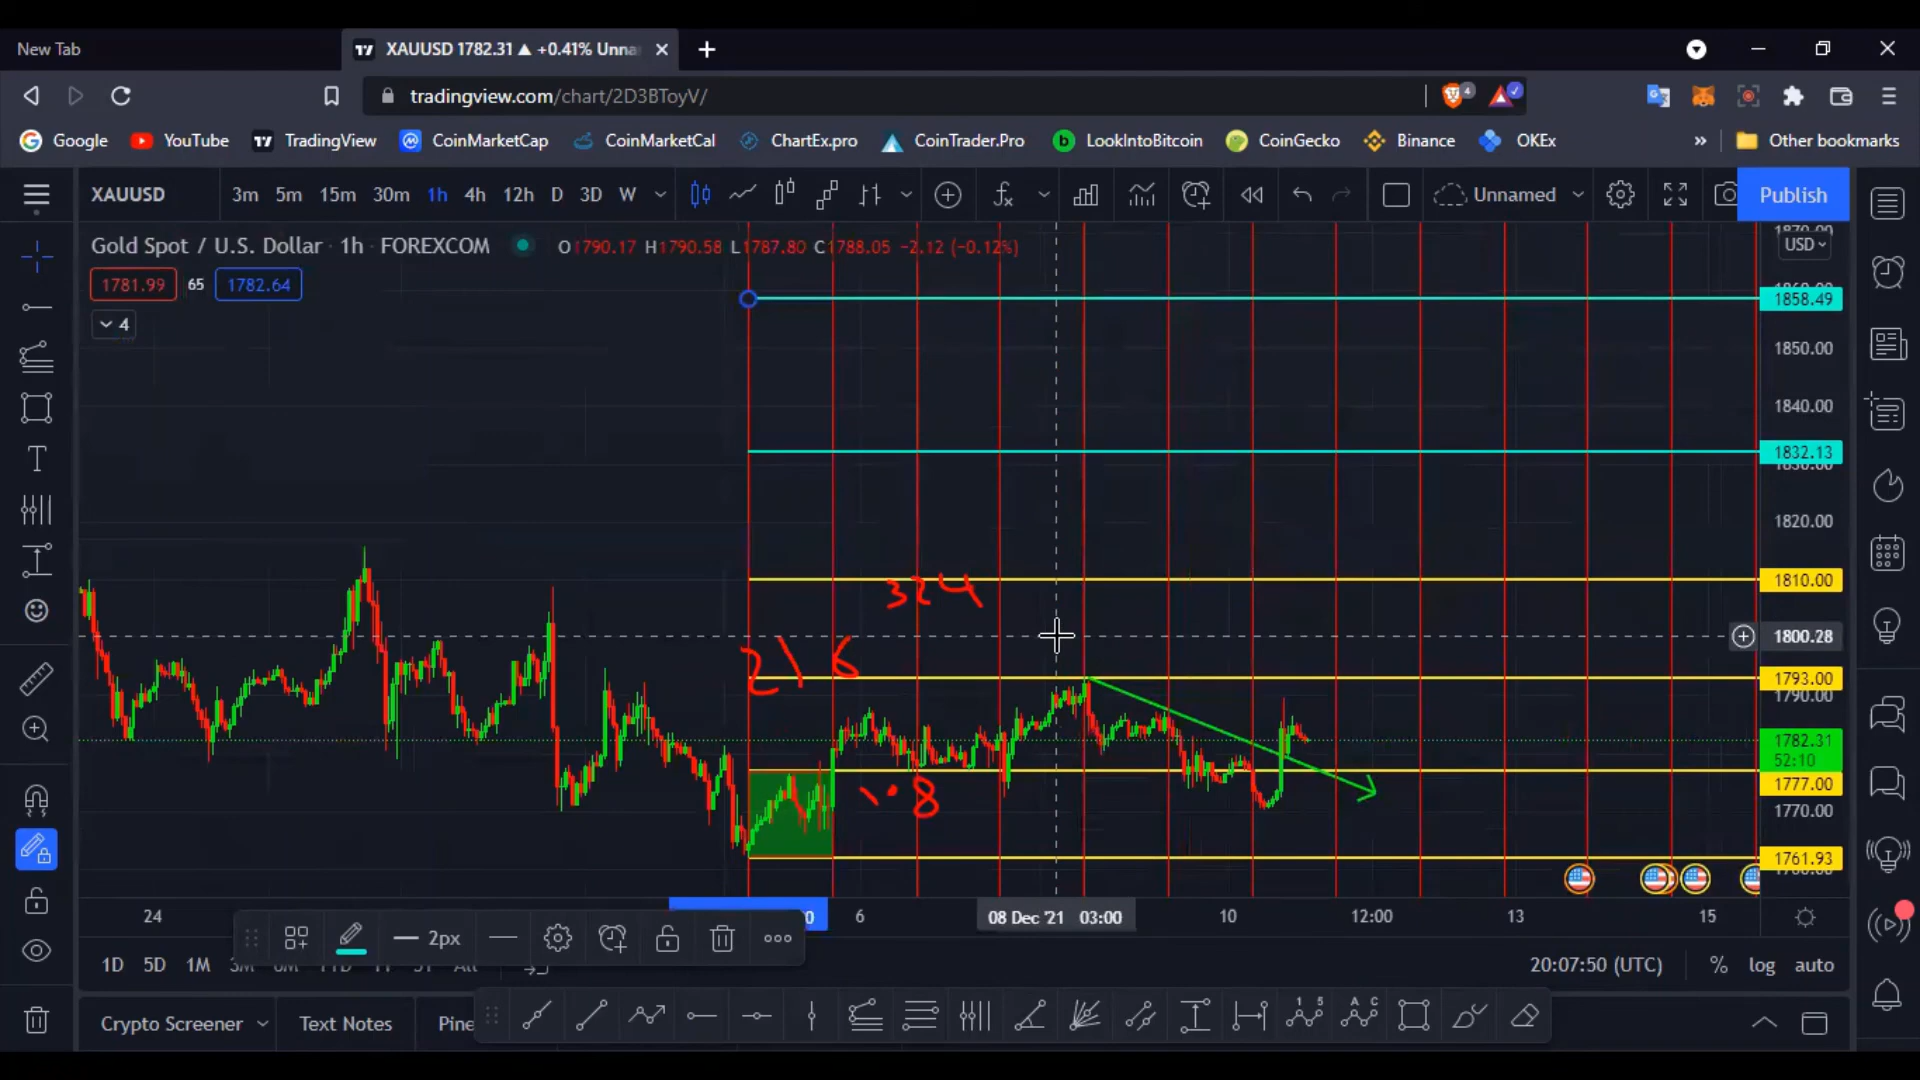 New Tab
XAUUSD 1782.31 ▲ +0.41% Unna
tradingview.com/chart/2D3BToyV/
4
Google YouTube TradingView CoinMarketCap CoinMarketCal ChartEx.pro CoinTrader.Pro LookIntoBitcoin CoinGecko Binance OKEx » Other bookmarks
XAUUSD 3m 5m 15m 30m 1h 4h 12h D 3D W Unnamed Publish
Gold Spot / U.S. Dollar · 1h · FOREXCOM O1790.17 H1790.58 L1787.80 C1788.05 −2.12 (−0.12%)
USD
1781.99 65 1782.64
4
1858.49
1850.00
1840.00
1832.13
1820.00
1810.00
324
1800.28
216
1793.00
1790.00
1782.31
52:10
1777.00
1.8
1770.00
1761.93
24 0 6 08 Dec '21 03:00 10 12:00 13 15
2px
1D 5D 1M 20:07:50 (UTC) % log auto
Crypto Screener Text Notes Pine